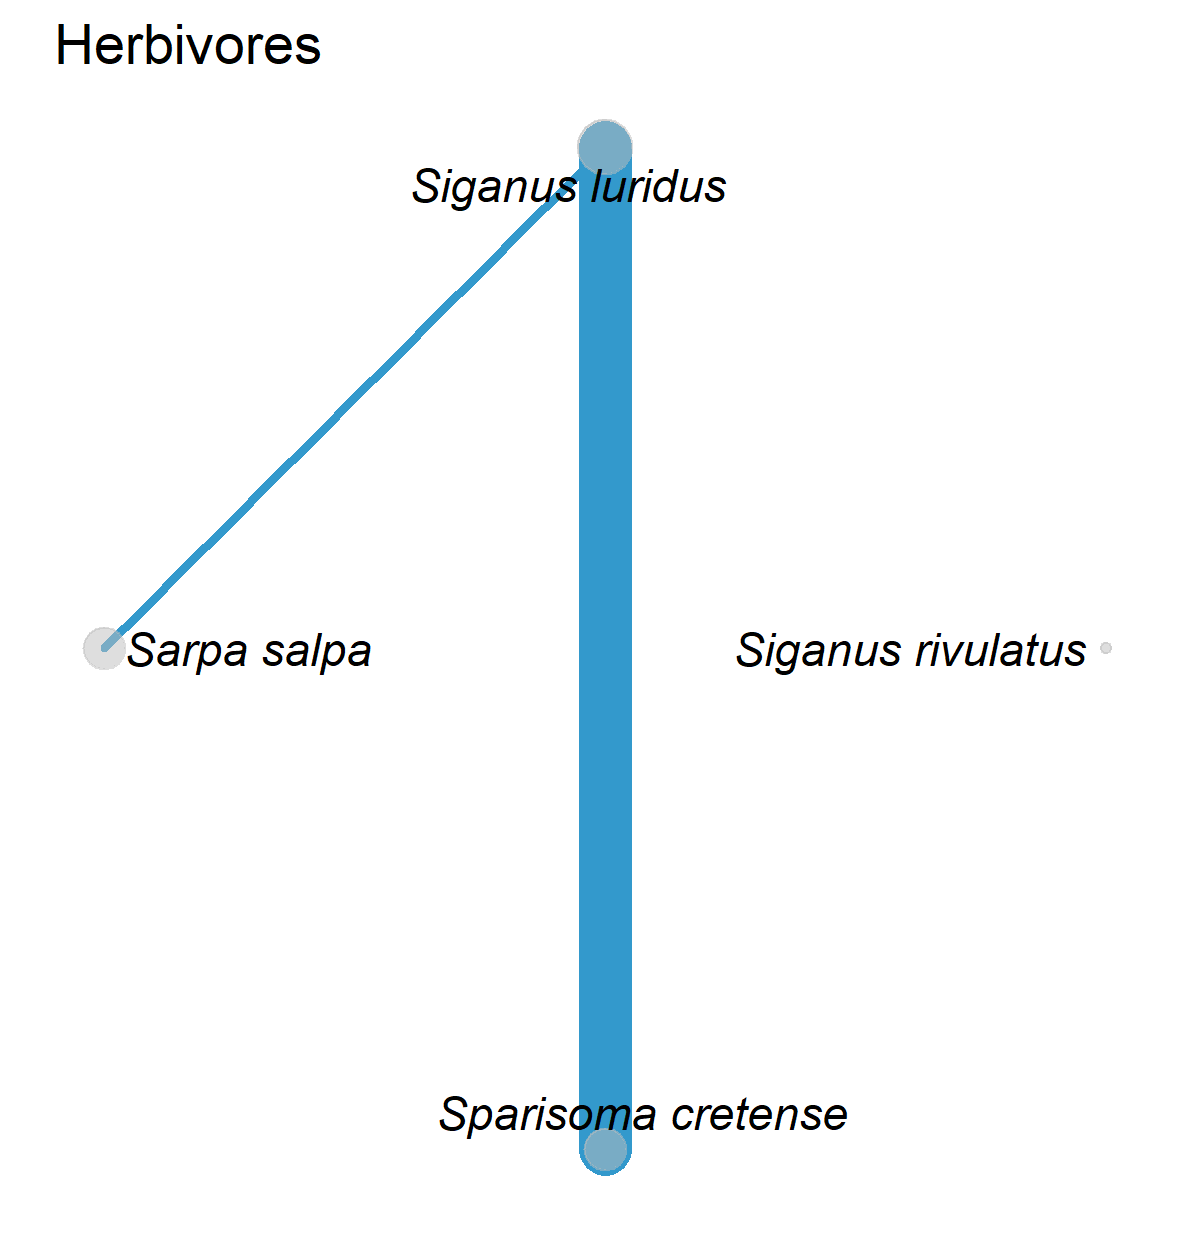 Herbivores
Siganus luridus
Sarpa salpa
Siganus rivulatus
Sparisoma cretense